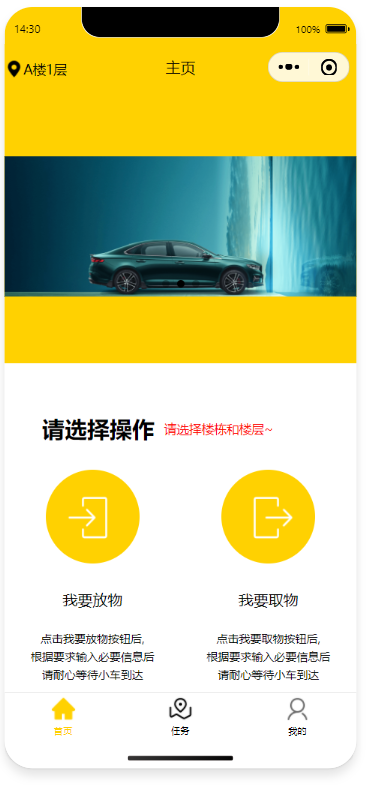 14:30
100%
A楼1层
主页
请选择操作
请选择楼栋和楼层~
我要放物
我要取物
点击我要放物按钮后,
根据要求输入必要信息后
请耐心等待小车到达
点击我要取物按钮后,
根据要求输入必要信息后
请耐心等待小车到达
首页
任务
我的